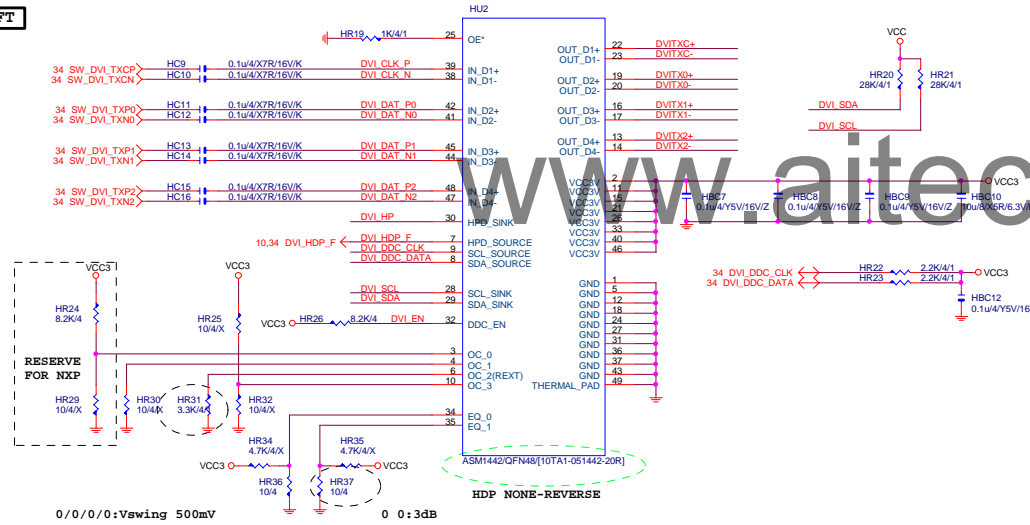 FT
HU2
HR19 1K/4/1
25 OE*
34 SW_DVI_TXCP HC9 0.1u/4/X7R/16V/K DVI_CLK_P 39 IN_D1+
34 SW_DVI_TXCN HC10 0.1u/4/X7R/16V/K DVI_CLK_N 38 IN_D1-
34 SW_DVI_TXP0 HC11 0.1u/4/X7R/16V/K DVI_DAT_P0 42 IN_D2+
34 SW_DVI_TXN0 HC12 0.1u/4/X7R/16V/K DVI_DAT_N0 41 IN_D2-
34 SW_DVI_TXP1 HC13 0.1u/4/X7R/16V/K DVI_DAT_P1 45 IN_D3+
34 SW_DVI_TXN1 HC14 0.1u/4/X7R/16V/K DVI_DAT_N1 44 IN_D3-
34 SW_DVI_TXP2 HC15 0.1u/4/X7R/16V/K DVI_DAT_P2 48 IN_D4+
34 SW_DVI_TXN2 HC16 0.1u/4/X7R/16V/K DVI_DAT_N2 47 IN_D4-
DVI_HP 30 HPD_SINK
10,34 DVI_HDP_F DVI_HDP_F 7 HPD_SOURCE
DVI_DDC_CLK 9 SCL_SOURCE
DVI_DDC_DATA 8 SDA_SOURCE
DVI_SCL 28 SCL_SINK
DVI_SDA 29 SDA_SINK
VCC3 HR26 8.2K/4 DVI_EN 32 DDC_EN
3 OC_0
4 OC_1
6 OC_2(REXT)
10 OC_3
34 EQ_0
35 EQ_1
OUT_D1+ 22 DVITXC+
OUT_D1- 23 DVITXC-
OUT_D2+ 19 DVITX0+
OUT_D2- 20 DVITX0-
OUT_D3+ 16 DVITX1+
OUT_D3- 17 DVITX1-
OUT_D4+ 13 DVITX2+
OUT_D4- 14 DVITX2-
VCC3V 2
VCC3V 11
VCC3V 15
VCC3V 21
VCC3V 26
VCC3V 33
VCC3V 40
VCC3V 46
GND 1
GND 5
GND 12
GND 18
GND 24
GND 27
GND 31
GND 36
GND 37
GND 43
THERMAL_PAD 49
VCC
HR20 28K/4/1
HR21 28K/4/1
DVI_SDA
DVI_SCL
www.aitec
VCC3
HBC7 0.1u/4/Y5V/16V/Z
HBC8 0.1u/4/Y5V/16V/Z
HBC9 0.1u/4/Y5V/16V/Z
HBC10 10u/8/X5R/6.3V/
34 DVI_DDC_CLK HR22 2.2K/4/1 VCC3
34 DVI_DDC_DATA HR23 2.2K/4/1
HBC12
0.1u/4/Y5V/16
VCC3
HR24
8.2K/4
RESERVE
FOR NXP
HR29
10/4/X
HR30
10/4/X
HR31
3.3K/4/X
VCC3
HR25
10/4/X
HR32
10/4/X
HR34
4.7K/4/X
VCC3
HR36
10/4
HR35
4.7K/4/X
VCC3
HR37
10/4
ASM1442/QFN48/[10TA1-051442-20R]
HDP NONE-REVERSE
0/0/0/0:Vswing 500mV
0 0:3dB